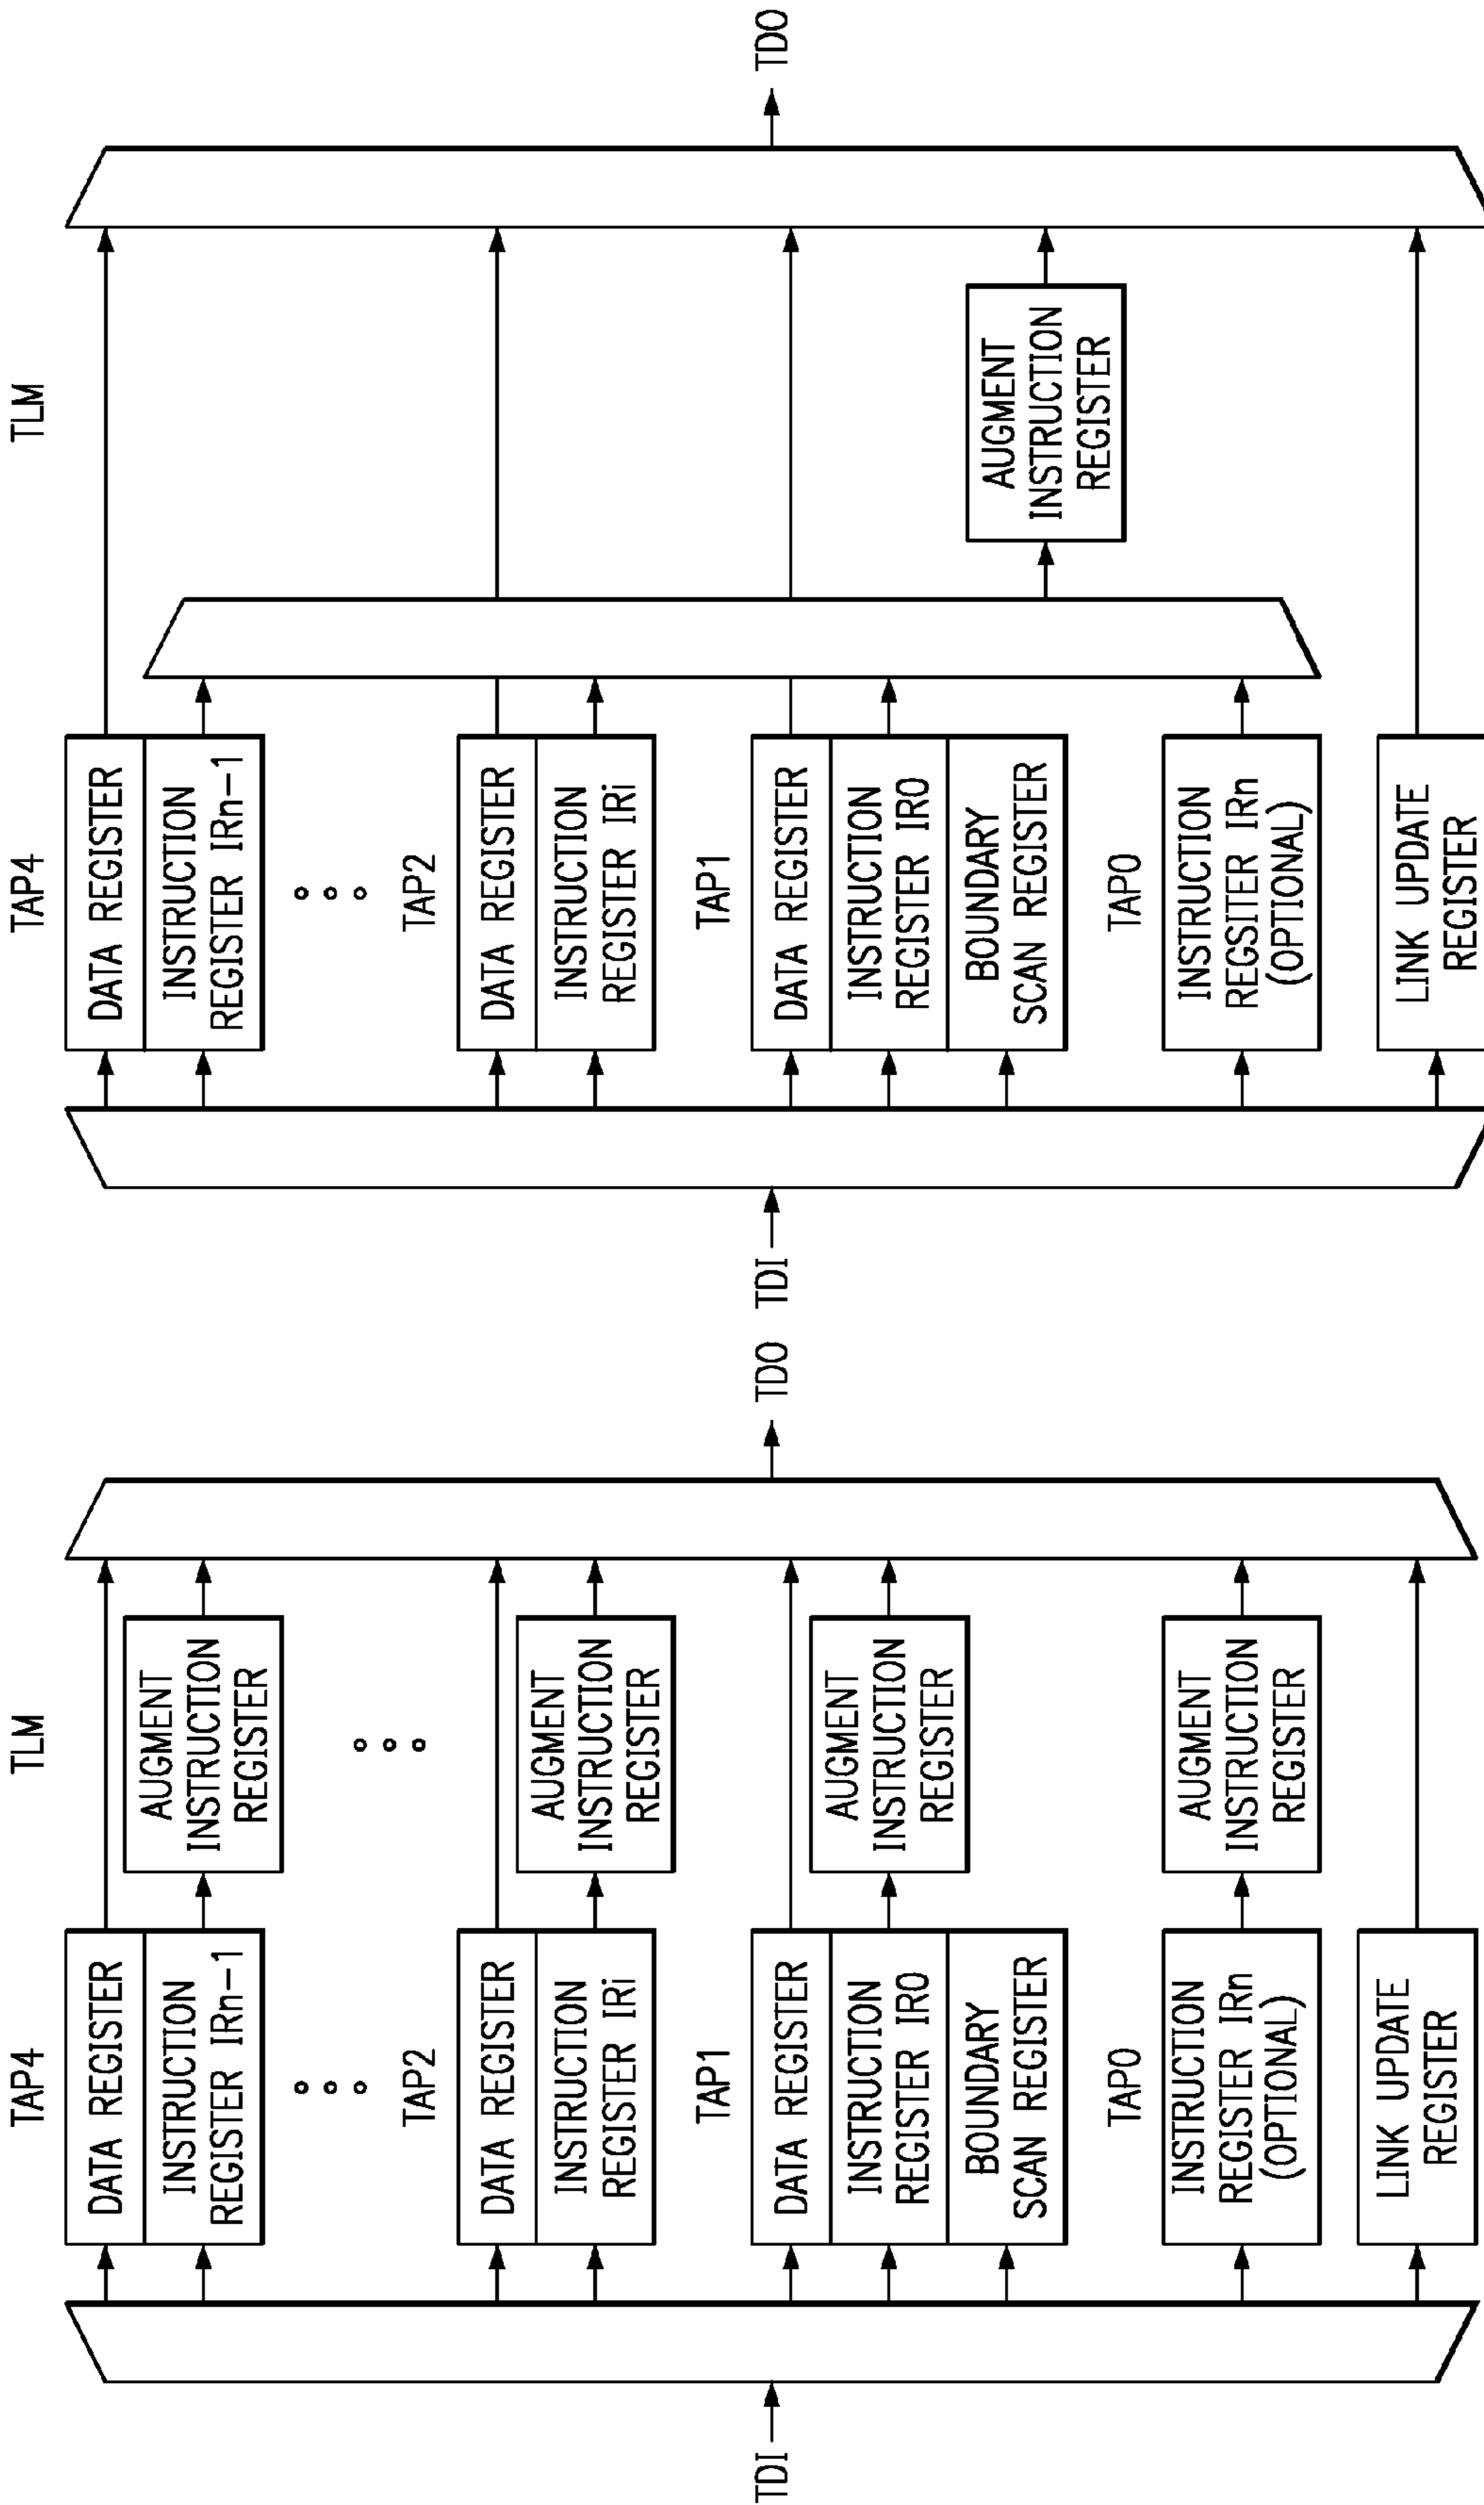 TAP4
TLM
DATA REGISTER
INSTRUCTION
REGISTER IRn-1
AUGMENT
INSTRUCTION
REGISTER
TAP2
DATA REGISTER
INSTRUCTION
REGISTER IRi
AUGMENT
INSTRUCTION
REGISTER
TDI
TDO
TAP1
DATA REGISTER
INSTRUCTION
REGISTER IR0
BOUNDARY
SCAN REGISTER
AUGMENT
INSTRUCTION
REGISTER
TAP0
INSTRUCTION
REGISTER IRn
(OPTIONAL)
AUGMENT
INSTRUCTION
REGISTER
LINK UPDATE
REGISTER
TAP4
TLM
DATA REGISTER
INSTRUCTION
REGISTER IRn-1
TAP2
DATA REGISTER
INSTRUCTION
REGISTER IRi
TDI
TDO
TAP1
DATA REGISTER
INSTRUCTION
REGISTER IR0
BOUNDARY
SCAN REGISTER
AUGMENT
INSTRUCTION
REGISTER
TAP0
INSTRUCTION
REGSITER IRn
(OPTIONAL)
LINK UPDATE
REGISTER